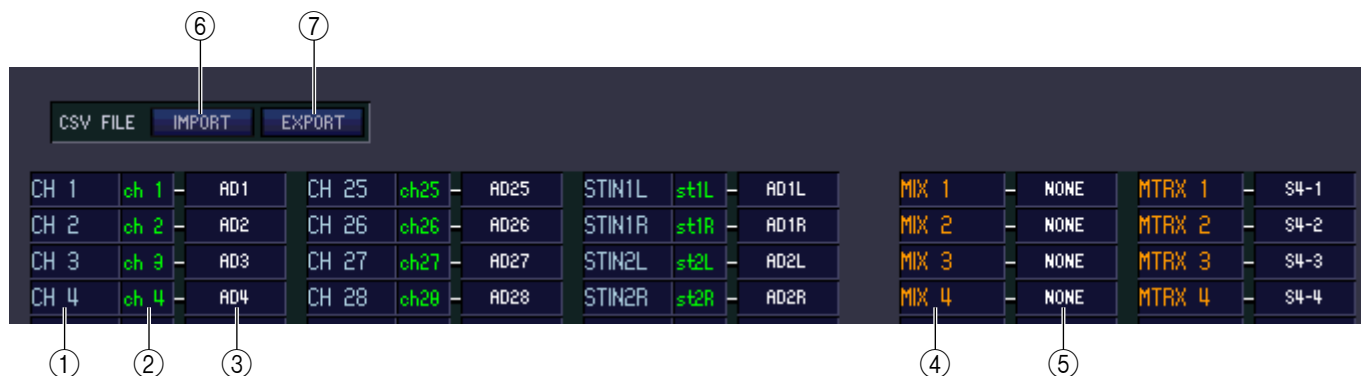 ⑥ ⑦
CSV FILE IMPORT EXPORT
CH 1 ch 1 – AD1 CH 25 ch25 – AD25 STIN1L st1L – AD1L MIX 1 – NONE MTRX 1 – S4-1
CH 2 ch 2 – AD2 CH 26 ch26 – AD26 STIN1R st1R – AD1R MIX 2 – NONE MTRX 2 – S4-2
CH 3 ch 3 – AD3 CH 27 ch27 – AD27 STIN2L st2L – AD2L MIX 3 – NONE MTRX 3 – S4-3
CH 4 ch 4 – AD4 CH 28 ch28 – AD28 STIN2R st2R – AD2R MIX 4 – NONE MTRX 4 – S4-4
① ② ③ ④ ⑤